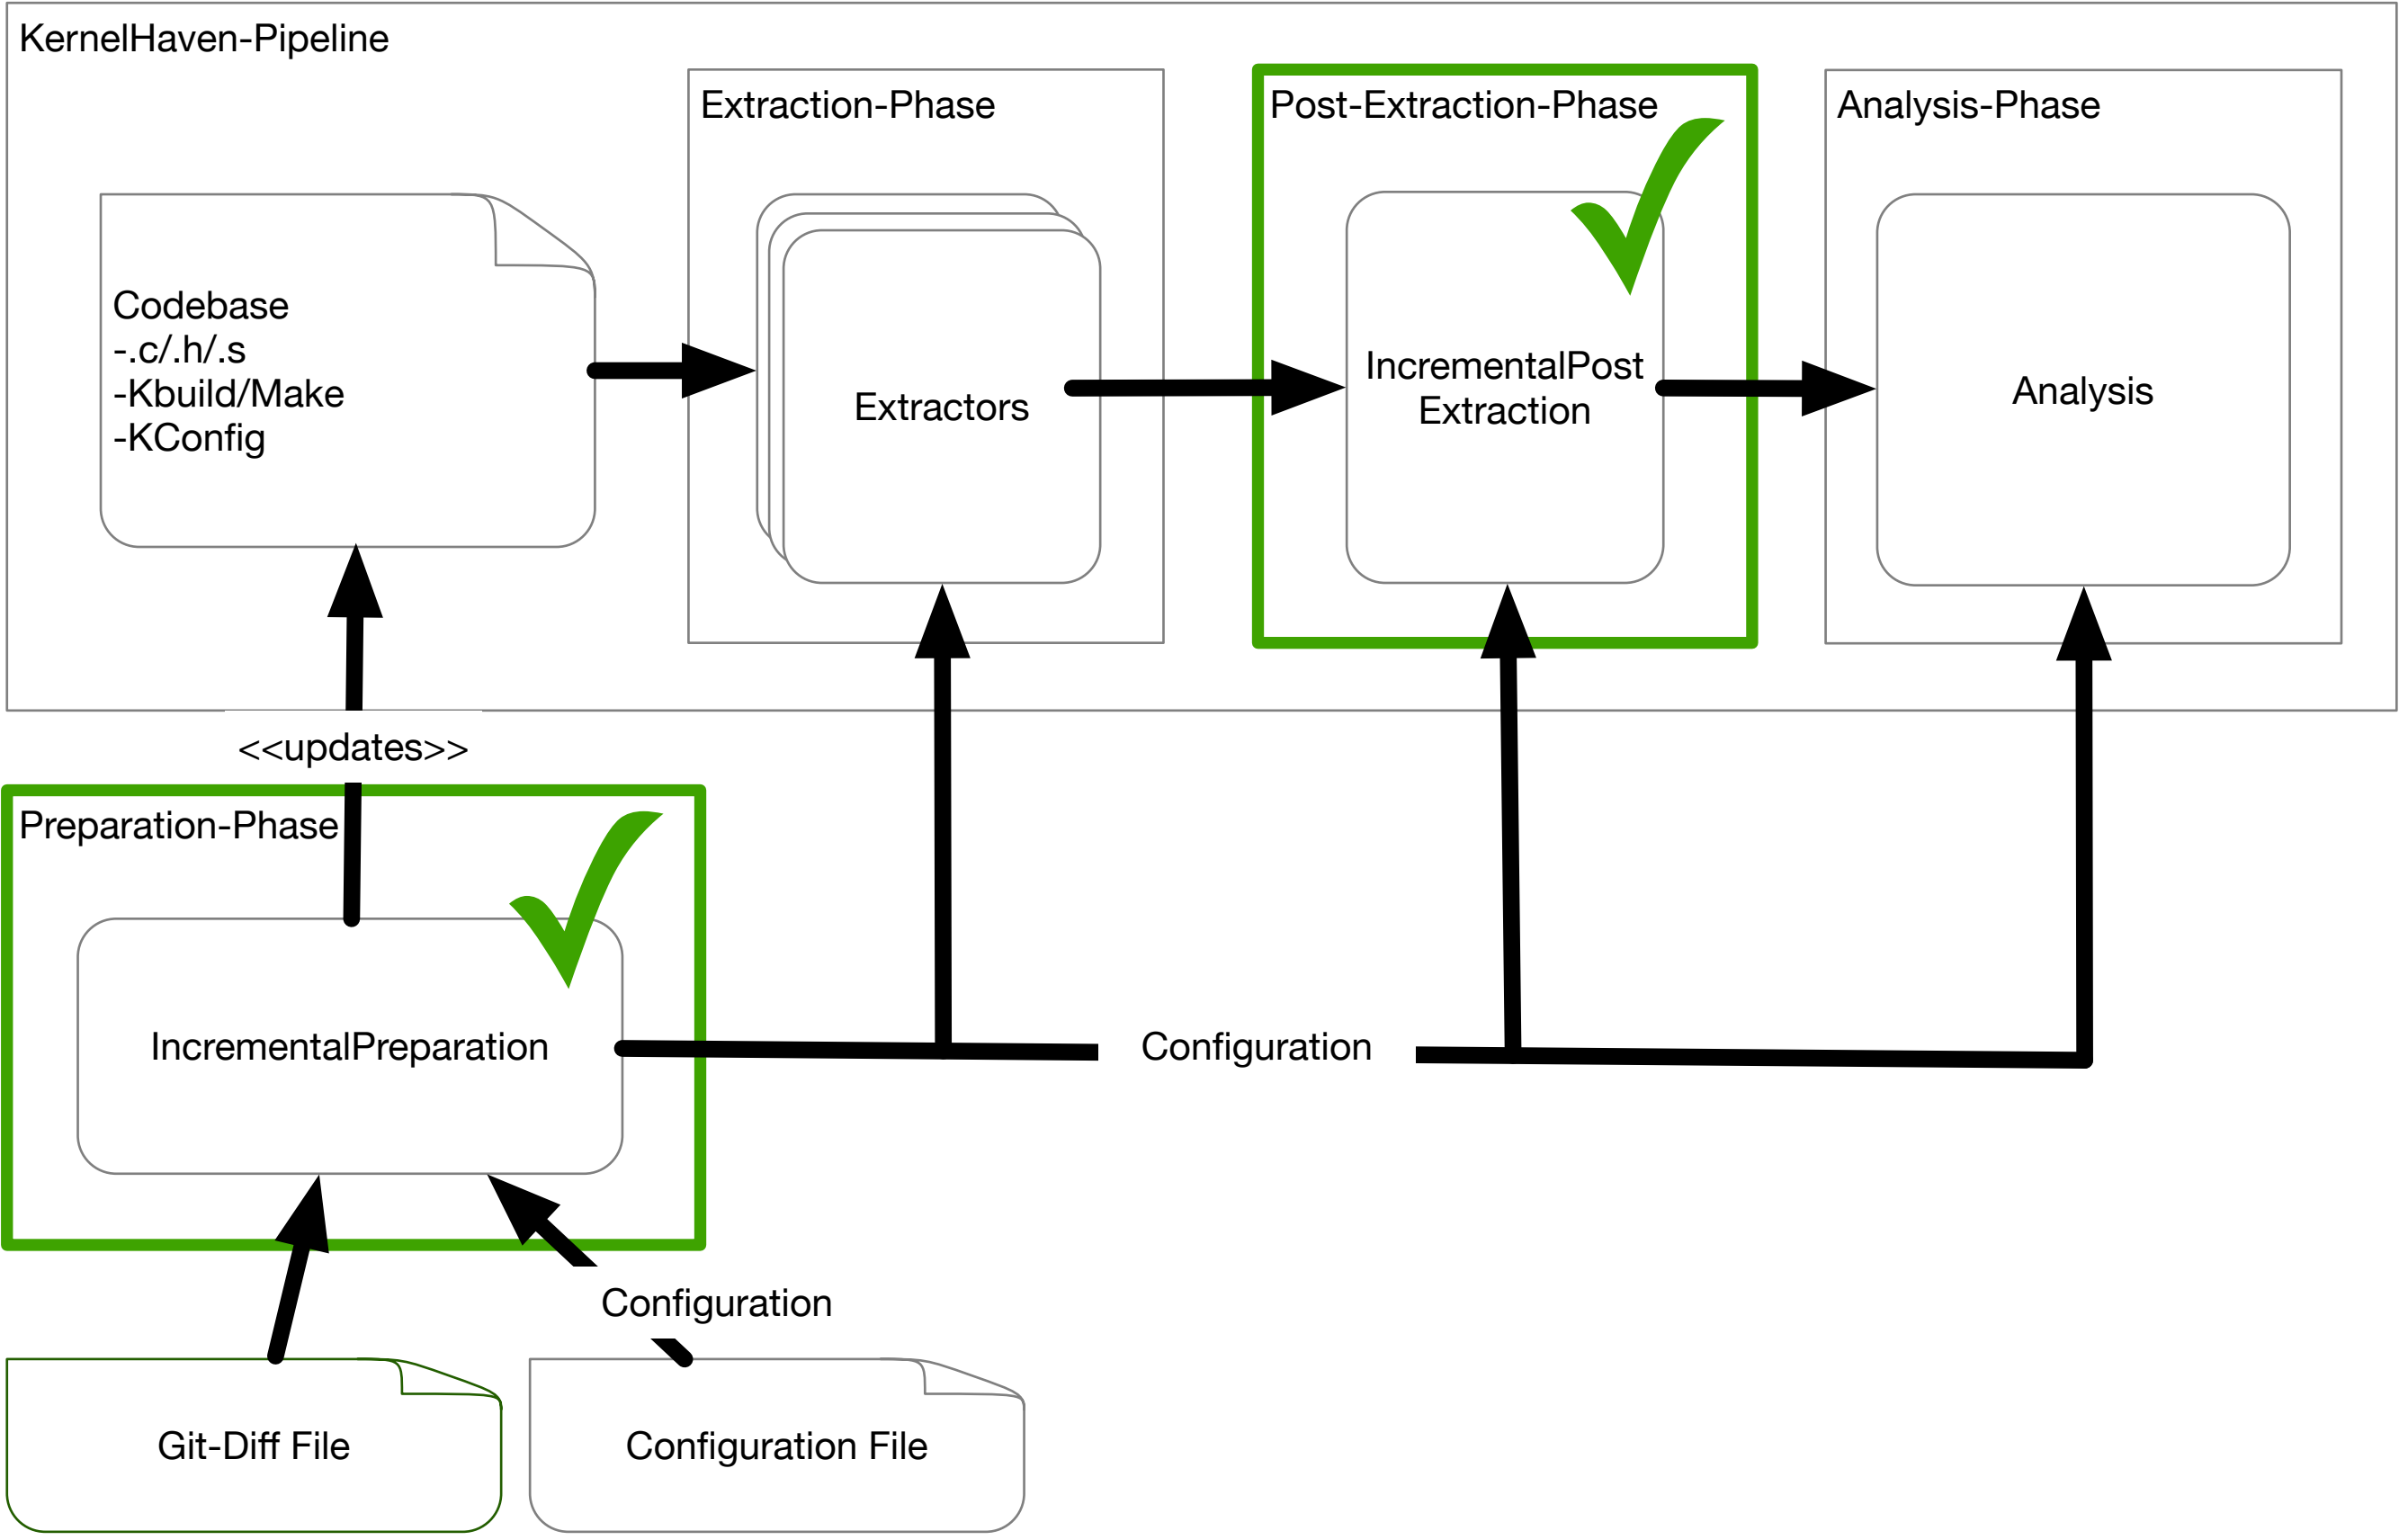 KernelHaven-Pipeline
Extraction-Phase
Post-Extraction-Phase
Analysis-Phase
Codebase
-.c/.h/.s
-Kbuild/Make
-KConfig
Extractors
IncrementalPost
Extraction
Analysis
<<updates>>
Preparation-Phase
IncrementalPreparation
Configuration
Configuration
Git-Diff File
Configuration File